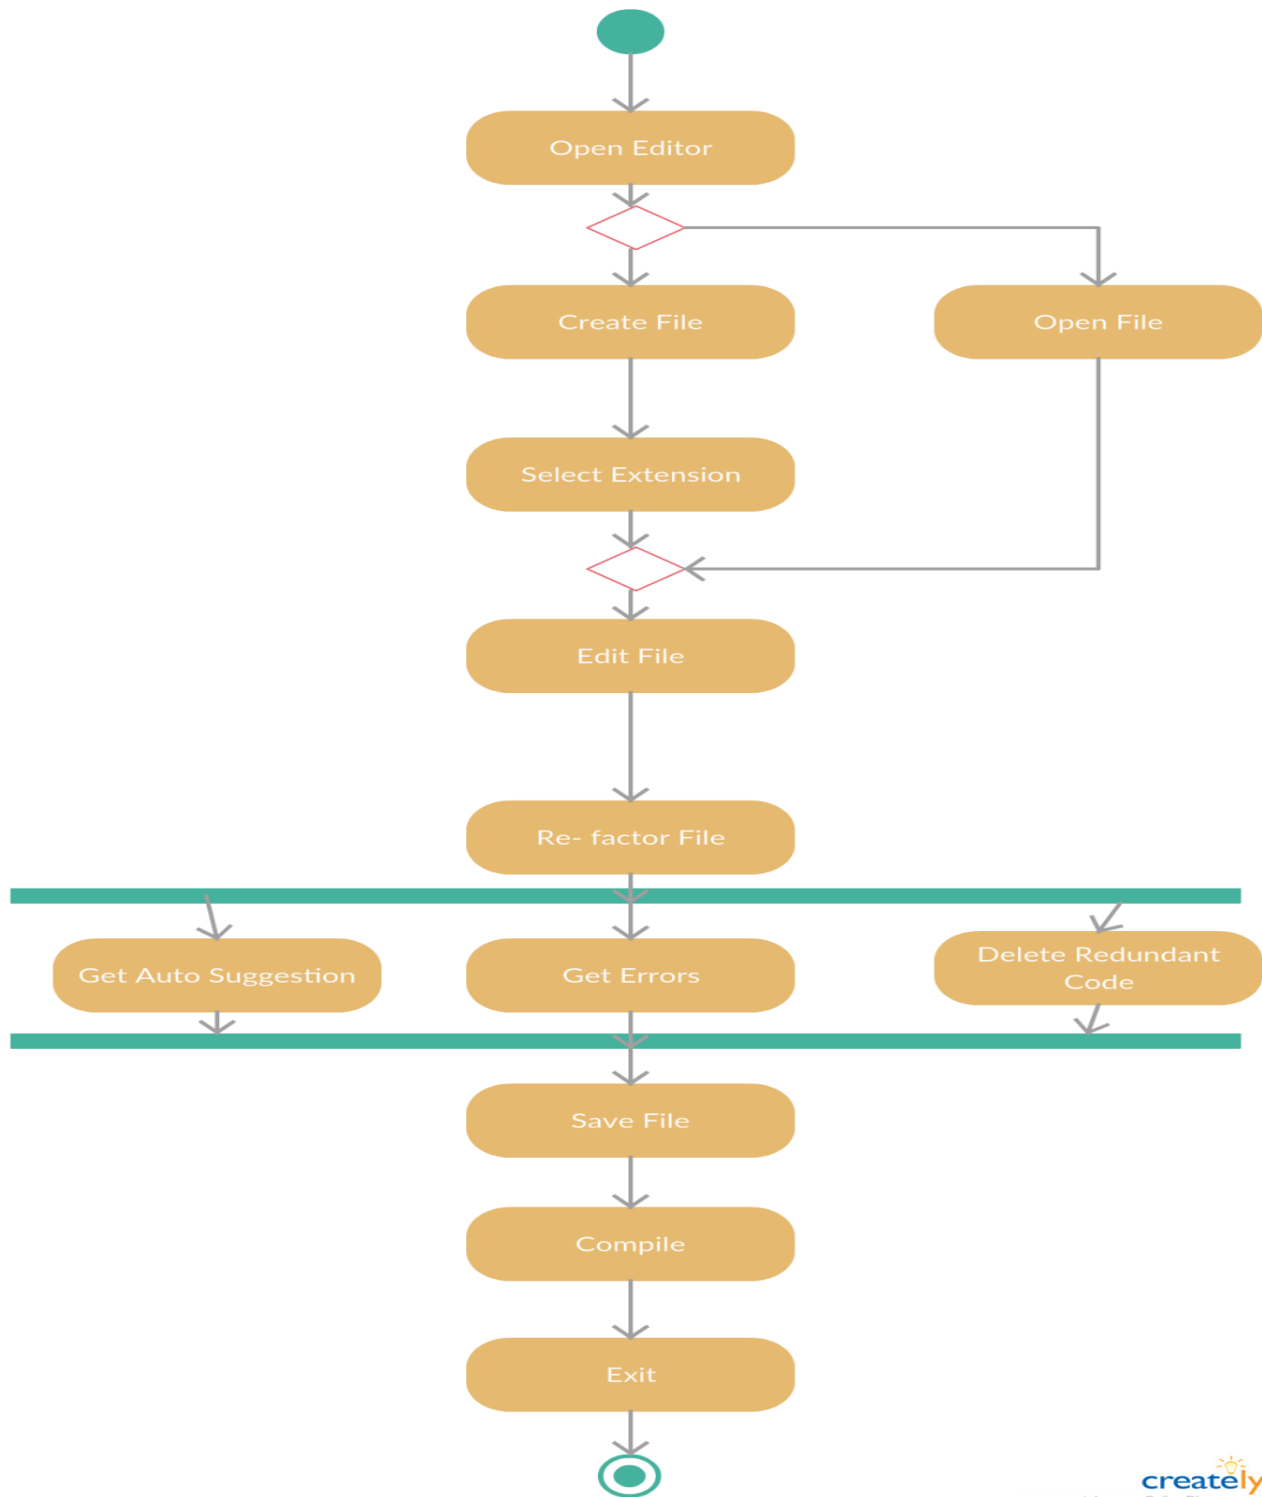 Open Editor
Create File
Open File
Select Extension
Edit File
Re- factor File
Get Auto Suggestion
Get Errors
Delete Redundant
Code
Save File
Compile
Exit
creately